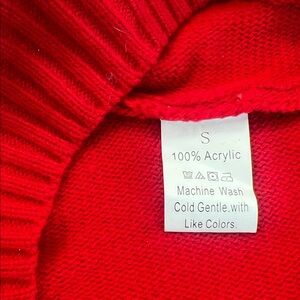 S
100% Acrylic
Machine Wash
Cold Gentle.with
Like Colors.